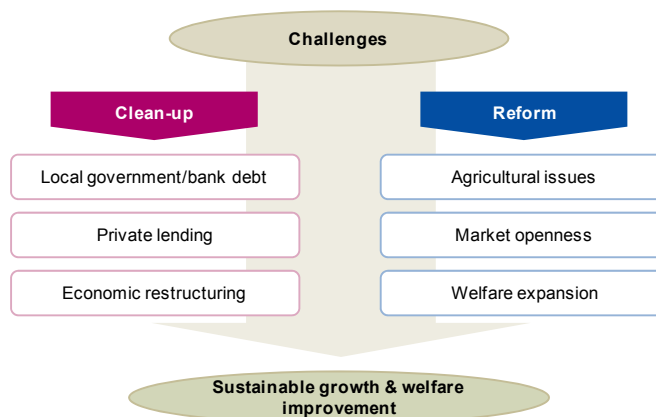 Challenges
Clean-up
Reform
Local government/bank debt
Agricultural issues
Private lending
Market openness
Economic restructuring
Welfare expansion
Sustainable growth & welfare
improvement